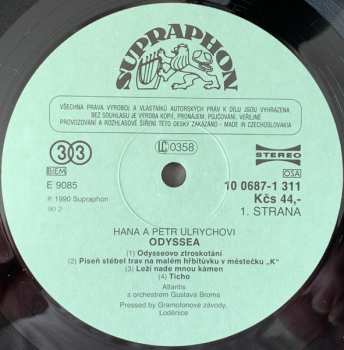 SUPRAPHON
VŠECHNA PRÁVA VÝROBCŮ A VLASTNÍKŮ AUTORSKÝCH PRÁV K DÍLU JSOU VYHRAZENA
BEZ SOUHLASU JE VÝROBA KOPIÍ, PRONÁJEM, PŮJČOVÁNÍ, VEŘEJNÉ
PROVOZOVÁNÍ A ROZHLASOVÉ ŠÍŘENÍ TÉTO DESKY ZAKÁZÁNO - MADE IN CZECHOSLOVAKIA
33
BIEM
LC 0358
STEREO
OSA
E 9085
℗ 1990 Supraphon
90 2
10 0687-1 311
Kčs 44,-
1. STRANA
HANA A PETR ULRYCHOVI
ODYSSEA
(1) Odysseovo ztroskotání
(2) Píseň stébel trav na malém hřbitůvku v městečku „K"
(3) Leží nade mnou kámen
(4) Ticho
Atlantis
a orchestrem Gustava Broma
Pressed by Gramofonové závody,
Loděnice